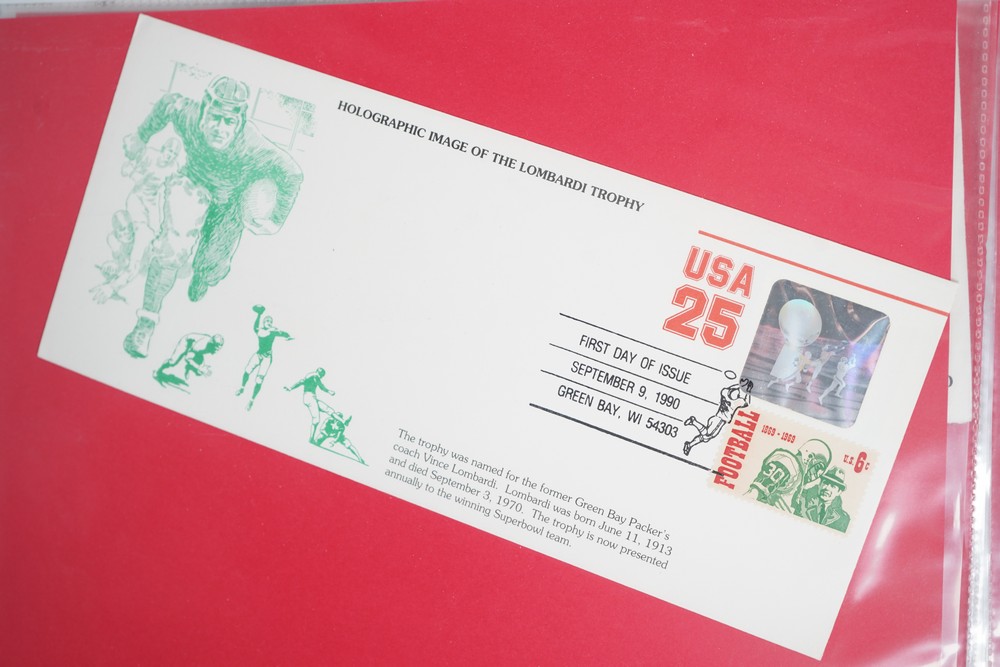 HOLOGRAPHIC IMAGE OF THE LOMBARDI TROPHY
USA
25
FIRST DAY OF ISSUE
SEPTEMBER 9, 1990
GREEN BAY, WI 54303
FOOTBALL
1869-1969
U.S. 6c
30
The trophy was named for the former Green Bay Packer's
coach Vince Lombardi. Lombardi was born June 11, 1913
and died September 3, 1970. The trophy is now presented
annually to the winning Superbowl team.